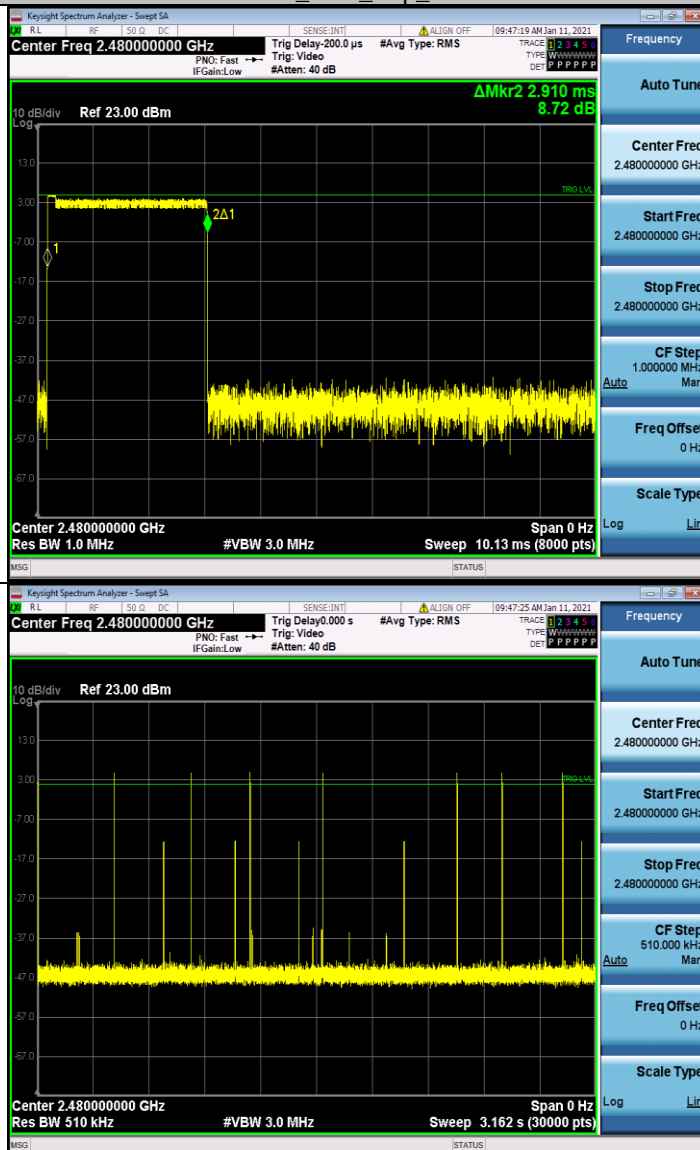 Keysight Spectrum Analyzer - Swept SA
RL RF 50 Ω DC SENSE:INT ALIGN OFF 09:47:19 AM Jan 11, 2021
Center Freq 2.480000000 GHz
PNO: Fast
IFGain:Low
Trig Delay-200.0 µs
Trig: Video
#Atten: 40 dB
#Avg Type: RMS
TRACE 1 2 3 4 5 6
TYPE WWWWWW
DET P P P P P P
ΔMkr2 2.910 ms
8.72 dB
10 dB/div Ref 23.00 dBm
Log
13.0
3.00
TRIG LVL
2Δ1
-7.00
1
-17.0
-27.0
-37.0
-47.0
-57.0
-67.0
Center 2.480000000 GHz Span 0 Hz
Res BW 1.0 MHz #VBW 3.0 MHz Sweep 10.13 ms (8000 pts)
MSG STATUS
Frequency
Auto Tune
Center Freq
2.480000000 GHz
Start Freq
2.480000000 GHz
Stop Freq
2.480000000 GHz
CF Step
1.000000 MHz
Auto Man
Freq Offset
0 Hz
Scale Type
Log Lin
Keysight Spectrum Analyzer - Swept SA
RL RF 50 Ω DC SENSE:INT ALIGN OFF 09:47:25 AM Jan 11, 2021
Center Freq 2.480000000 GHz
PNO: Fast
IFGain:Low
Trig Delay0.000 s
Trig: Video
#Atten: 40 dB
#Avg Type: RMS
TRACE 1 2 3 4 5 6
TYPE WWWWWW
DET P P P P P P
10 dB/div Ref 23.00 dBm
Log
13.0
3.00
TRIG LVL
-7.00
-17.0
-27.0
-37.0
-47.0
-57.0
-67.0
Center 2.480000000 GHz Span 0 Hz
Res BW 510 kHz #VBW 3.0 MHz Sweep 3.162 s (30000 pts)
MSG STATUS
Frequency
Auto Tune
Center Freq
2.480000000 GHz
Start Freq
2.480000000 GHz
Stop Freq
2.480000000 GHz
CF Step
510.000 kHz
Auto Man
Freq Offset
0 Hz
Scale Type
Log Lin